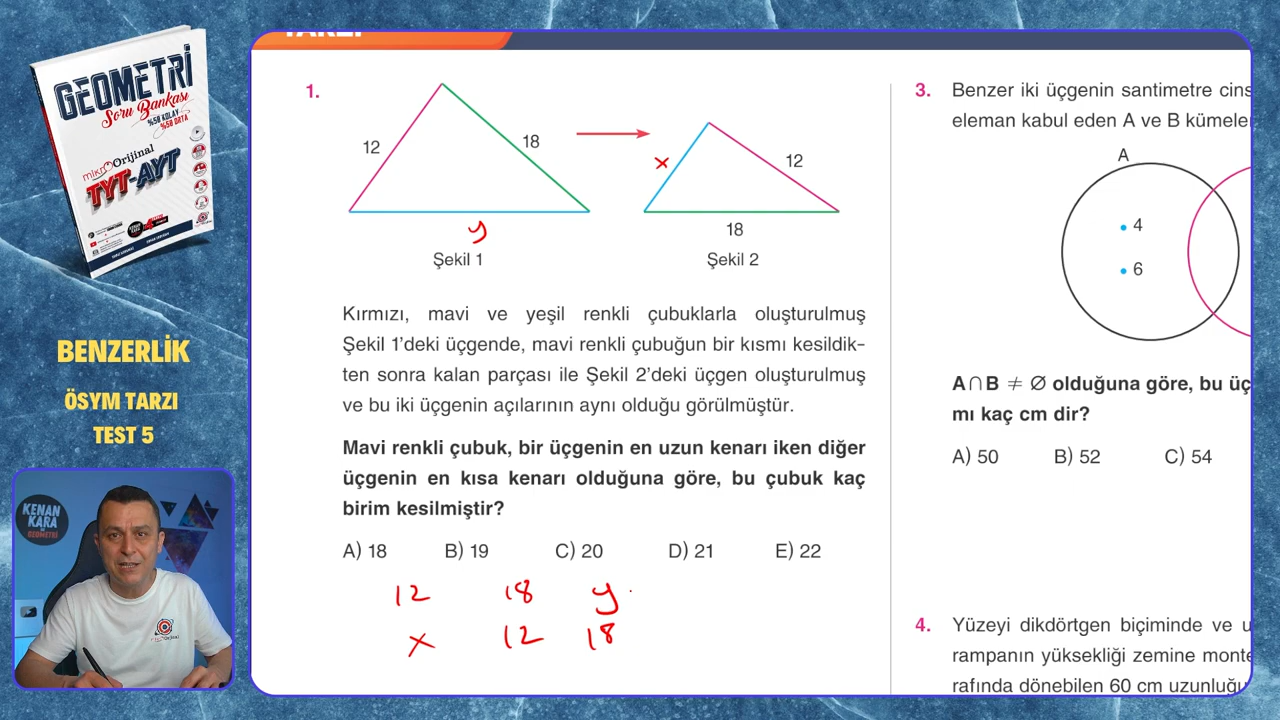 GEOMETRİ
Soru Bankası
%50 KOLAY
%50 ORTA
mikro Orijinal
TYT-AYT
BENZERLİK
ÖSYM TARZI
TEST 5
KENAN
KARA
GEOMETRİ
1.
12
18
y
Şekil 1
x
12
18
Şekil 2
Kırmızı, mavi ve yeşil renkli çubuklarla oluşturulmuş
Şekil 1'deki üçgende, mavi renkli çubuğun bir kısmı kesildik-
ten sonra kalan parçası ile Şekil 2'deki üçgen oluşturulmuş
ve bu iki üçgenin açılarının aynı olduğu görülmüştür.
Mavi renkli çubuk, bir üçgenin en uzun kenarı iken diğer
üçgenin en kısa kenarı olduğuna göre, bu çubuk kaç
birim kesilmiştir?
A) 18 B) 19 C) 20 D) 21 E) 22
12 18 y
x 12 18
3. Benzer iki üçgenin santimetre cins
eleman kabul eden A ve B kümele
A
4
6
A∩B ≠ ∅ olduğuna göre, bu üç
mı kaç cm dir?
A) 50 B) 52 C) 54
4. Yüzeyi dikdörtgen biçiminde ve u
rampanın yüksekliği zemine monte
rafında dönebilen 60 cm uzunluğu